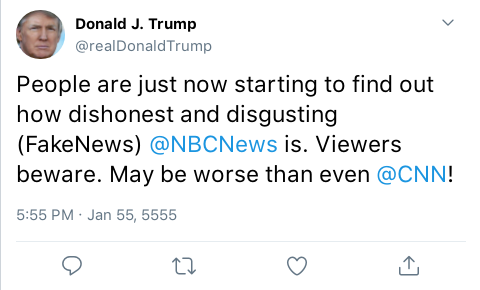 Donald J. Trump
@realDonaldTrump
People are just now starting to find out
how dishonest and disgusting
(FakeNews) @NBCNews is. Viewers
beware. May be worse than even @CNN!
5:55 PM · Jan 55, 5555